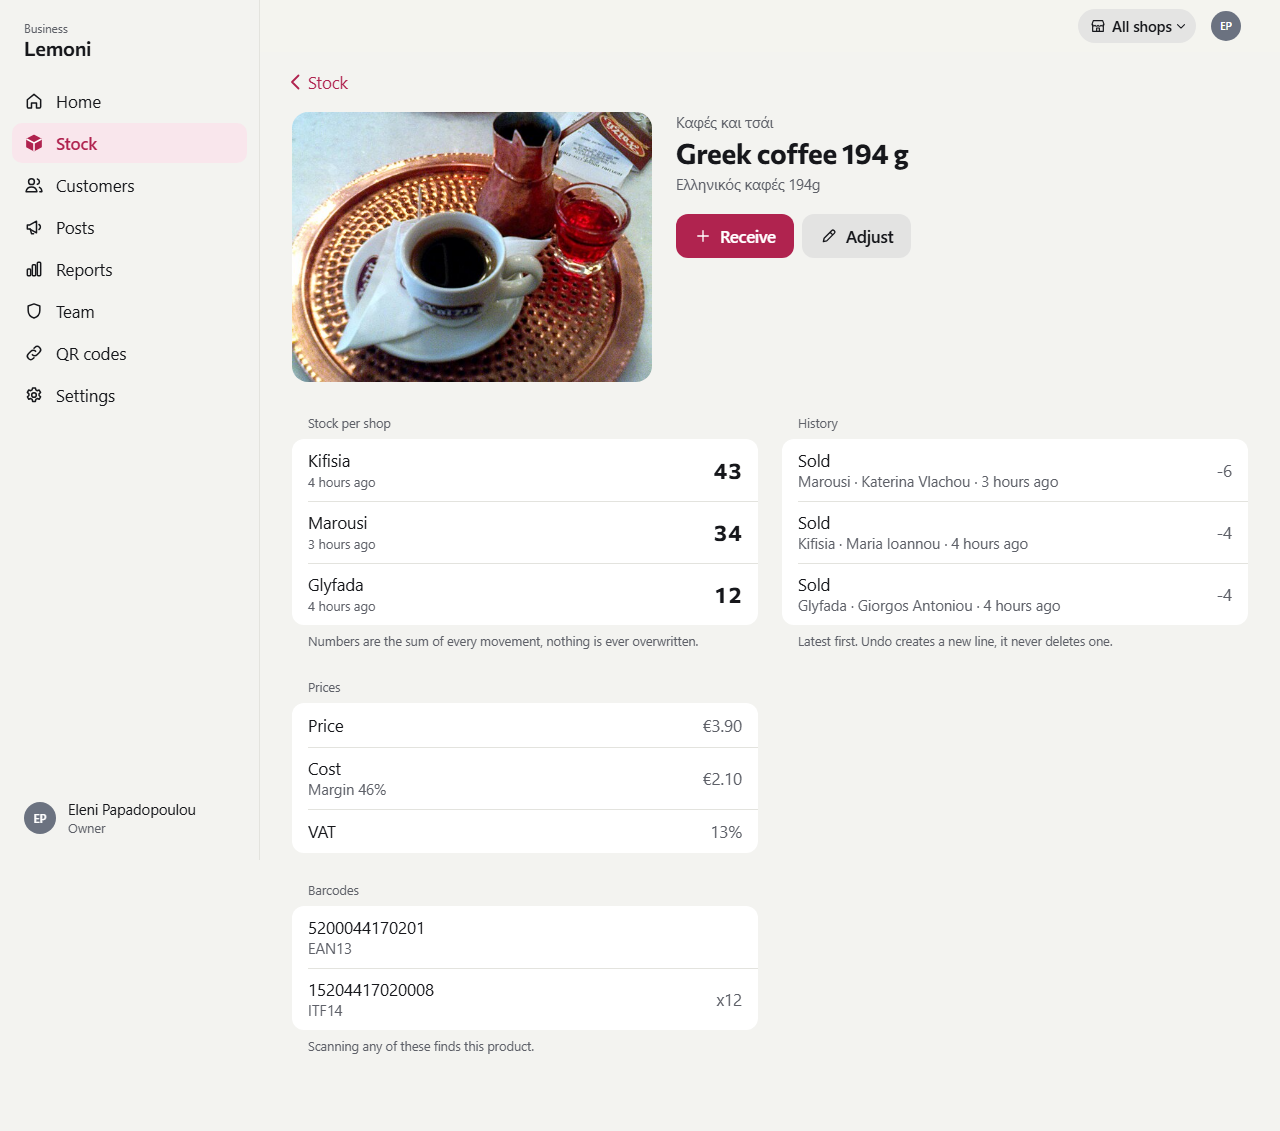 Business
Lemoni
All shops
EP
Home
Stock
Customers
Posts
Reports
Team
QR codes
Settings
EP
Eleni Papadopoulou
Owner
Stock
Καφές και τσάι
Greek coffee 194 g
Ελληνικός καφές 194g
Receive
Adjust
Stock per shop
Kifisia
4 hours ago
43
Marousi
3 hours ago
34
Glyfada
4 hours ago
12
Numbers are the sum of every movement, nothing is ever overwritten.
History
Sold
Marousi · Katerina Vlachou · 3 hours ago
-6
Sold
Kifisia · Maria Ioannou · 4 hours ago
-4
Sold
Glyfada · Giorgos Antoniou · 4 hours ago
-4
Latest first. Undo creates a new line, it never deletes one.
Prices
Price
€3.90
Cost
Margin 46%
€2.10
VAT
13%
Barcodes
5200044170201
EAN13
15204417020008
ITF14
x12
Scanning any of these finds this product.